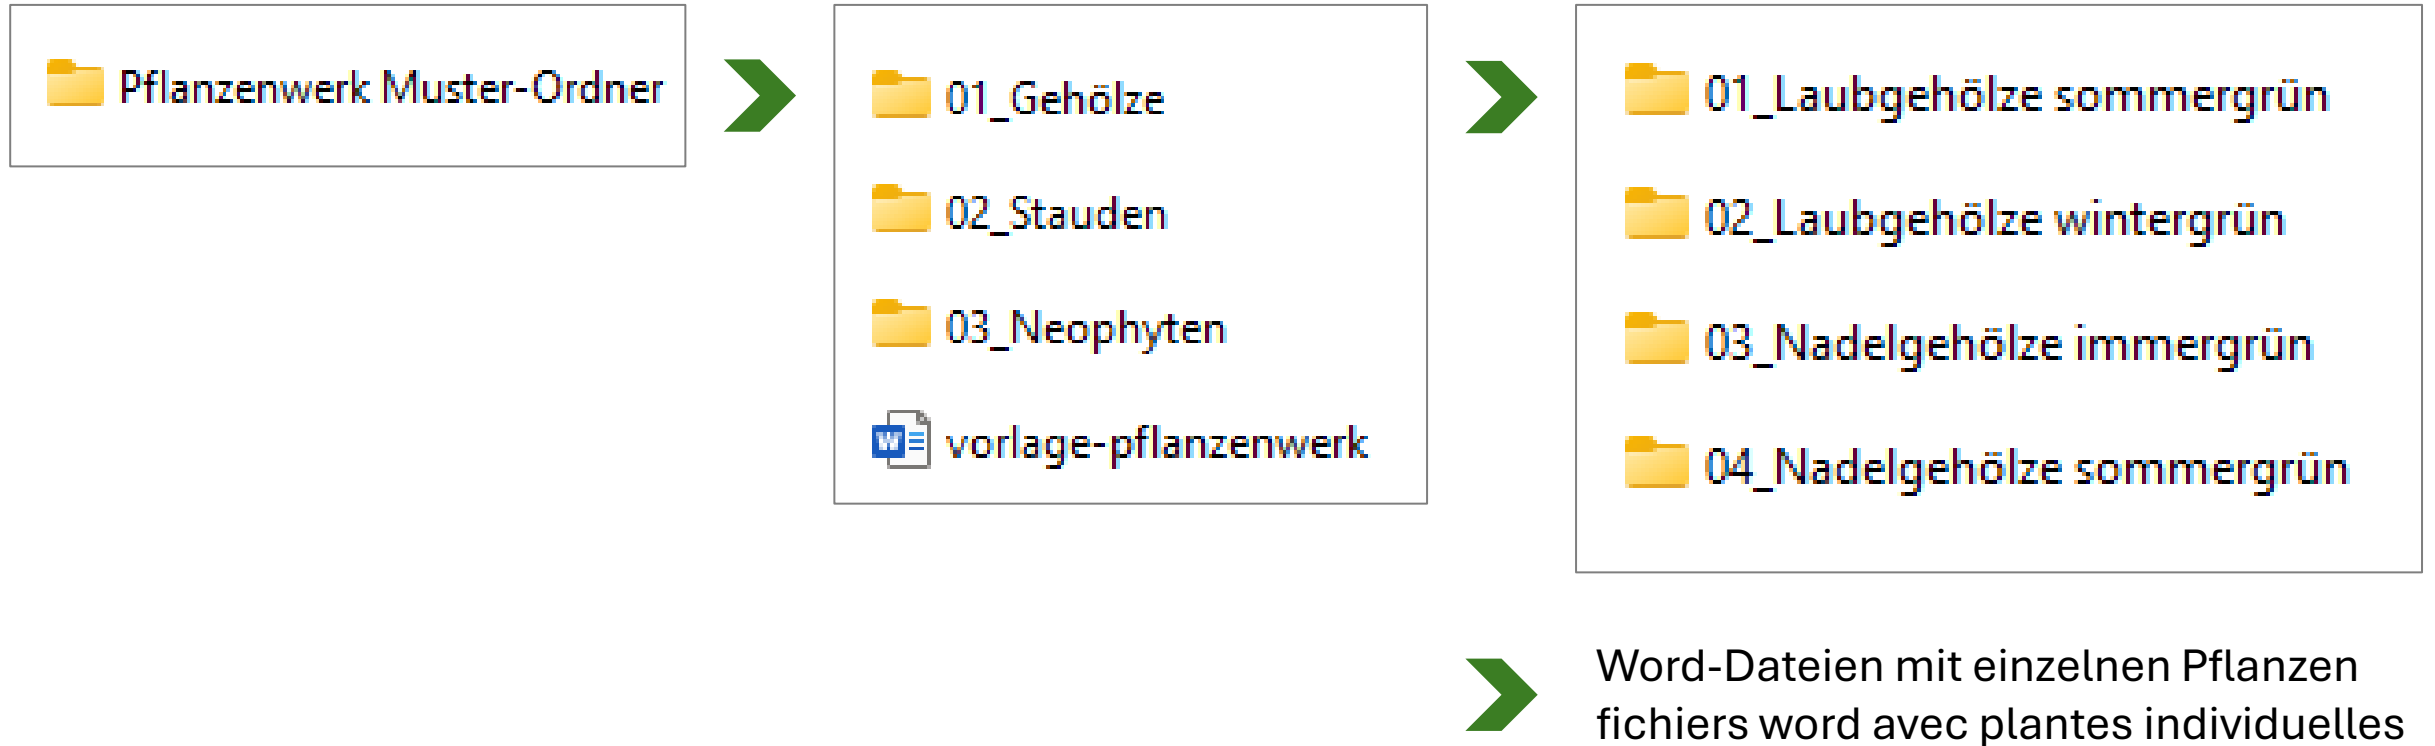 Pflanzenwerk Muster-Ordner
01_Gehölze
02_Stauden
03_Neophyten
vorlage-pflanzenwerk
01_Laubgehölze sommergrün
02_Laubgehölze wintergrün
03_Nadelgehölze immergrün
04_Nadelgehölze sommergrün
Word-Dateien mit einzelnen Pflanzen
fichiers word avec plantes individuelles